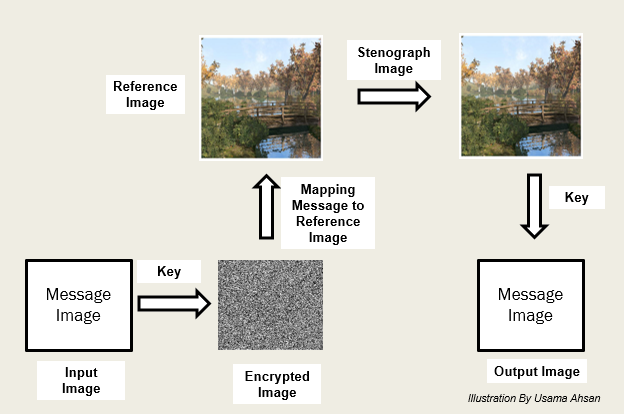 Reference
Image
Stenograph
Image
Mapping
Message to
Reference
Image
Key
Message
Image
Key
Message
Image
Input
Image
Encrypted
Image
Output Image
Illustration By Usama Ahsan